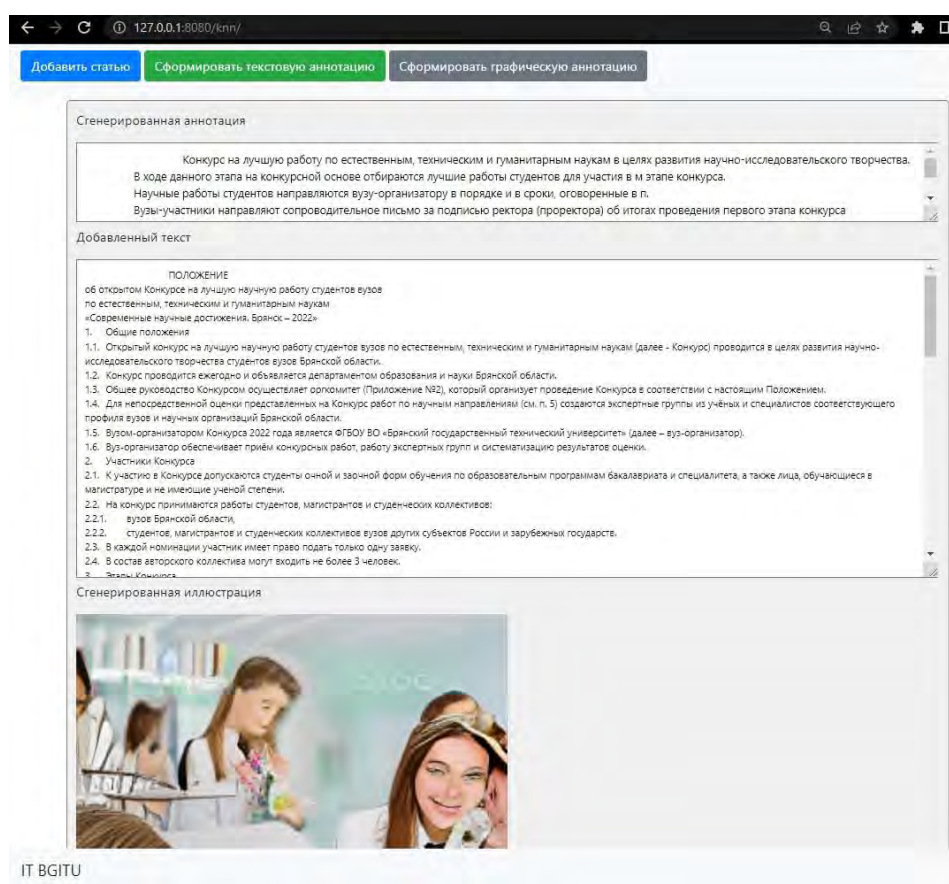 127.0.0.1:8080/knn/
Добавить статью Сформировать текстовую аннотацию Сформировать графическую аннотацию
Сгенерированная аннотация
Конкурс на лучшую работу по естественным, техническим и гуманитарным наукам в целях развития научно-исследовательского творчества.
В ходе данного этапа на конкурсной основе отбираются лучшие работы студентов для участия в м этапе конкурса.
Научные работы студентов направляются вузу-организатору в порядке и в сроки, оговоренные в п.
Вузы-участники направляют сопроводительное письмо за подписью ректора (проректора) об итогах проведения первого этапа конкурса
Добавленный текст
ПОЛОЖЕНИЕ
об открытом Конкурсе на лучшую научную работу студентов вузов
по естественным, техническим и гуманитарным наукам
«Современные научные достижения. Брянск – 2022»
1. Общие положения
1.1. Открытый конкурс на лучшую научную работу студентов вузов по естественным, техническим и гуманитарным наукам (далее - Конкурс) проводится в целях развития научно-
исследовательского творчества студентов вузов Брянской области.
1.2. Конкурс проводится ежегодно и объявляется департаментом образования и науки Брянской области.
1.3. Общее руководство Конкурсом осуществляет оргкомитет (Приложение №2), который организует проведение Конкурса в соответствии с настоящим Положением.
1.4. Для непосредственной оценки представленных на Конкурс работ по научным направлениям (см. п. 5) создаются экспертные группы из учёных и специалистов соответствующего
профиля вузов и научных организаций Брянской области.
1.5. Вузом-организатором Конкурса 2022 года является ФГБОУ ВО «Брянский государственный технический университет» (далее – вуз-организатор).
1.6. Вуз-организатор обеспечивает приём конкурсных работ, работу экспертных групп и систематизацию результатов оценки.
2. Участники Конкурса
2.1. К участию в Конкурсе допускаются студенты очной и заочной форм обучения по образовательным программам бакалавриата и специалитета, а также лица, обучающиеся в
магистратуре и не имеющие ученой степени.
2.2. На конкурс принимаются работы студентов, магистрантов и студенческих коллективов:
2.2.1. вузов Брянской области,
2.2.2. студентов, магистрантов и студенческих коллективов вузов других субъектов России и зарубежных государств.
2.3. В каждой номинации участник имеет право подать только одну заявку.
2.4. В состав авторского коллектива могут входить не более 3 человек.
3. Этапы Конкурса
Сгенерированная иллюстрация
IT BGITU